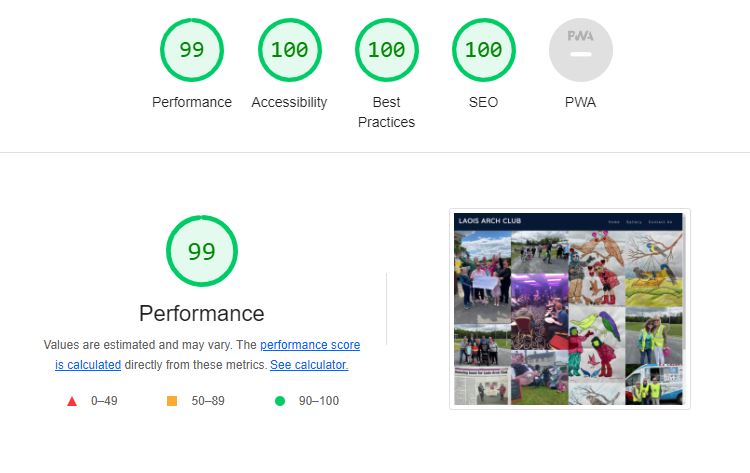 99
100
100
100
PWA
Performance
Accessibility
Best
Practices
SEO
PWA
99
Performance
Values are estimated and may vary. The performance score
is calculated directly from these metrics. See calculator.
0–49
50–89
90–100
LAOIS ARCH CLUB
Home Gallery Contact Us